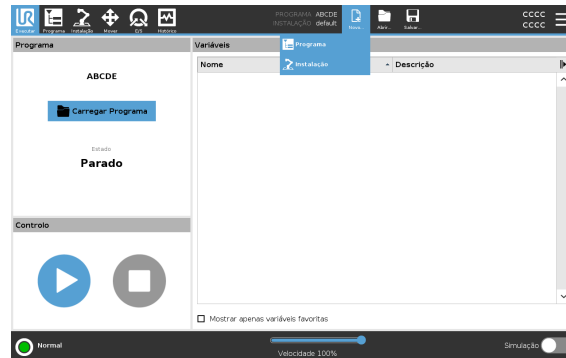 UR
Executar
Programa
Instalação
Mover
E/S
Histórico
PROGRAMA ABCDE
INSTALAÇÃO default
Novo...
Abrir...
Salvar...
CCCC
CCCC
Programa
Instalação
Programa
ABCDE
Carregar Programa
Estado
Parado
Controlo
Variáveis
Nome
Descrição
Mostrar apenas variáveis favoritas
Normal
Velocidade 100%
Simulação